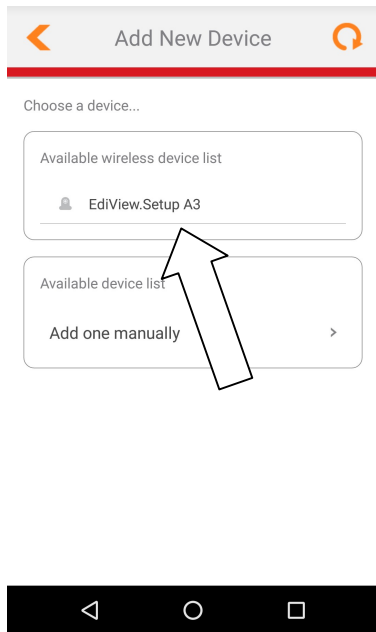 Add New Device
Choose a device...
Available wireless device list
EdiView.Setup A3
Available device list
Add one manually